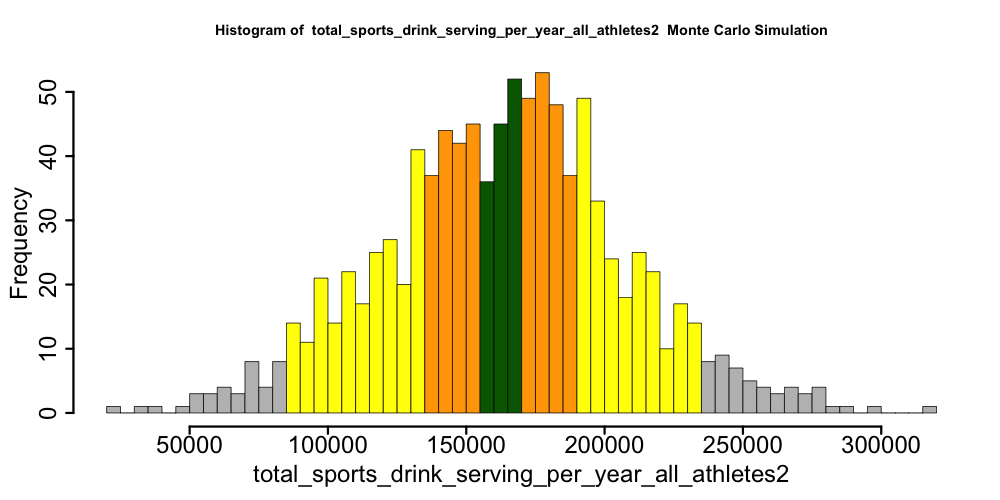 Histogram of  total_sports_drink_serving_per_year_all_athletes2  Monte Carlo Simulation
Frequency
50
40
30
20
10
0
50000 100000 150000 200000 250000 300000
total_sports_drink_serving_per_year_all_athletes2